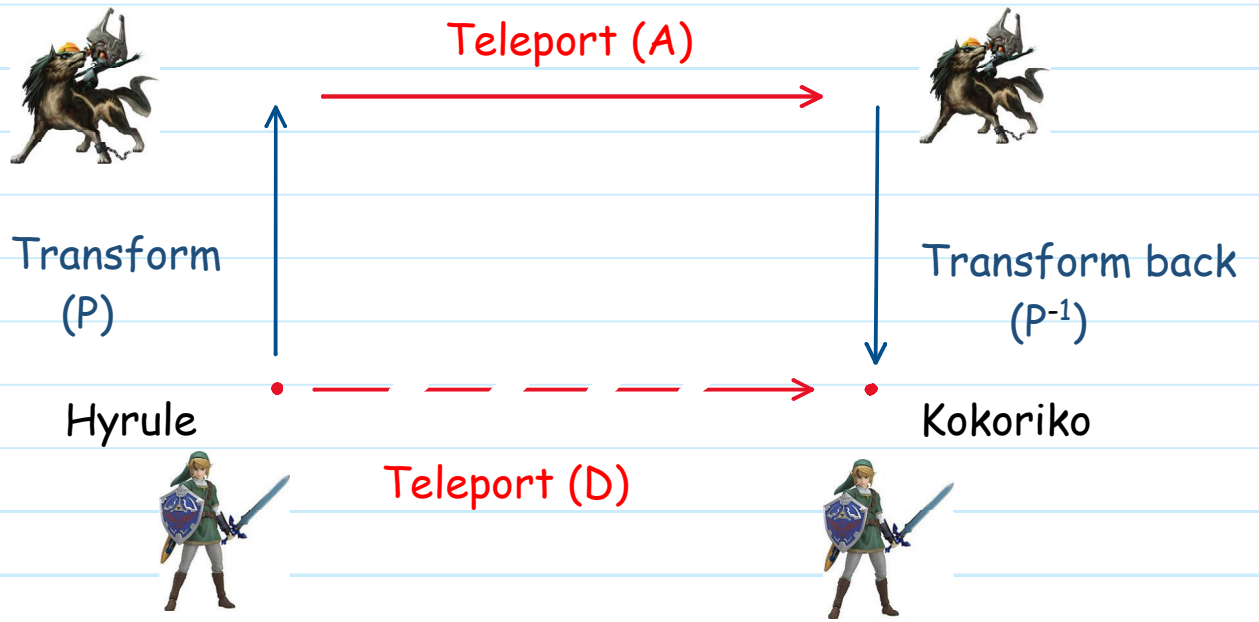 Teleport (A)
Transform
(P)
Transform back
(P⁻¹)
Hyrule
Kokoriko
Teleport (D)